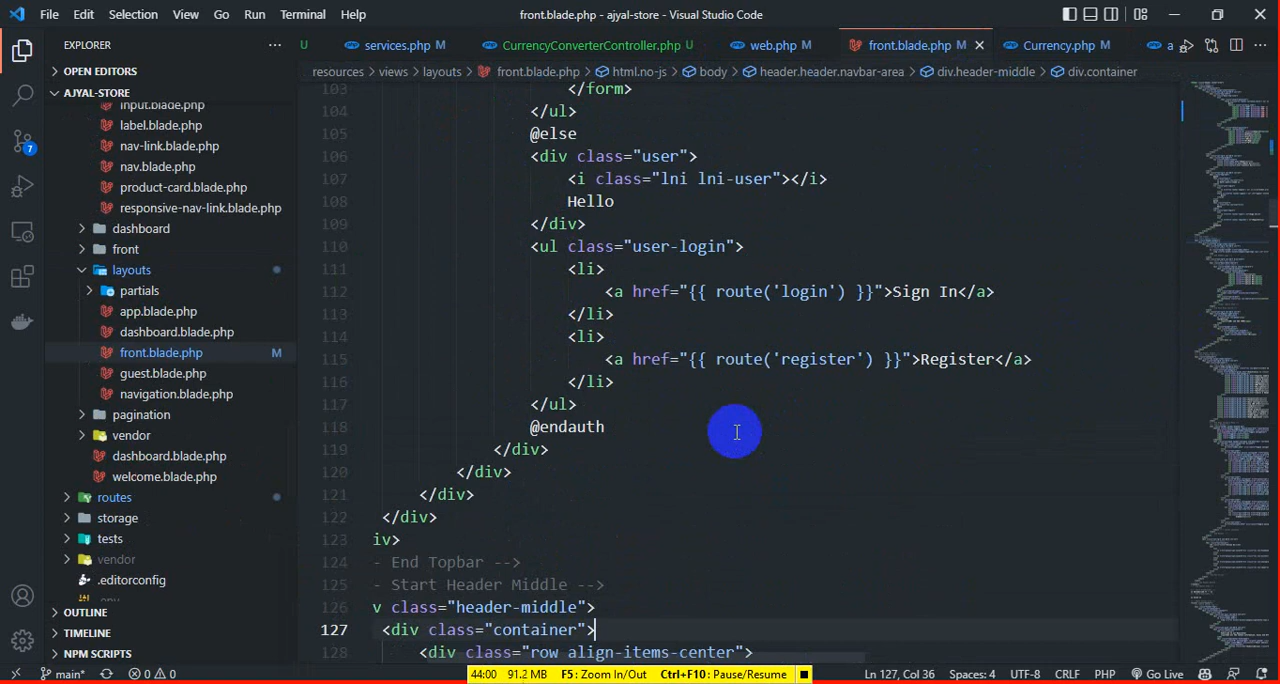 File Edit Selection View Go Run Terminal Help front.blade.php - ajyal-store - Visual Studio Code
EXPLORER ... U services.php M CurrencyConverterController.php U web.php M front.blade.php M Currency.php M a ...
resources > views > layouts > front.blade.php > html.no-js > body > header.header.navbar-area > div.header-middle > div.container
OPEN EDITORS
AJYAL-STORE
input.blade.php
label.blade.php
nav-link.blade.php
nav.blade.php
product-card.blade.php
responsive-nav-link.blade.php
dashboard
front
layouts
partials
app.blade.php
dashboard.blade.php
front.blade.php M
guest.blade.php
navigation.blade.php
pagination
vendor
dashboard.blade.php
welcome.blade.php
routes
storage
tests
vendor
.editorconfig
OUTLINE
TIMELINE
NPM SCRIPTS
7
103 </form>
104 </ul>
105 @else
106 <div class="user">
107 <i class="lni lni-user"></i>
108 Hello
109 </div>
110 <ul class="user-login">
111 <li>
112 <a href="{{ route('login') }}">Sign In</a>
113 </li>
114 <li>
115 <a href="{{ route('register') }}">Register</a>
116 </li>
117 </ul>
118 @endauth
119 </div>
120 </div>
121 </div>
122 </div>
123 iv>
124 - End Topbar -->
125 - Start Header Middle -->
126 v class="header-middle">
127 <div class="container">
128 <div class="row align-items-center">
main* 0 0 44:00 91.2 MB F5: Zoom In/Out Ctrl+F10: Pause/Resume Ln 127, Col 36 Spaces: 4 UTF-8 CRLF PHP Go Live